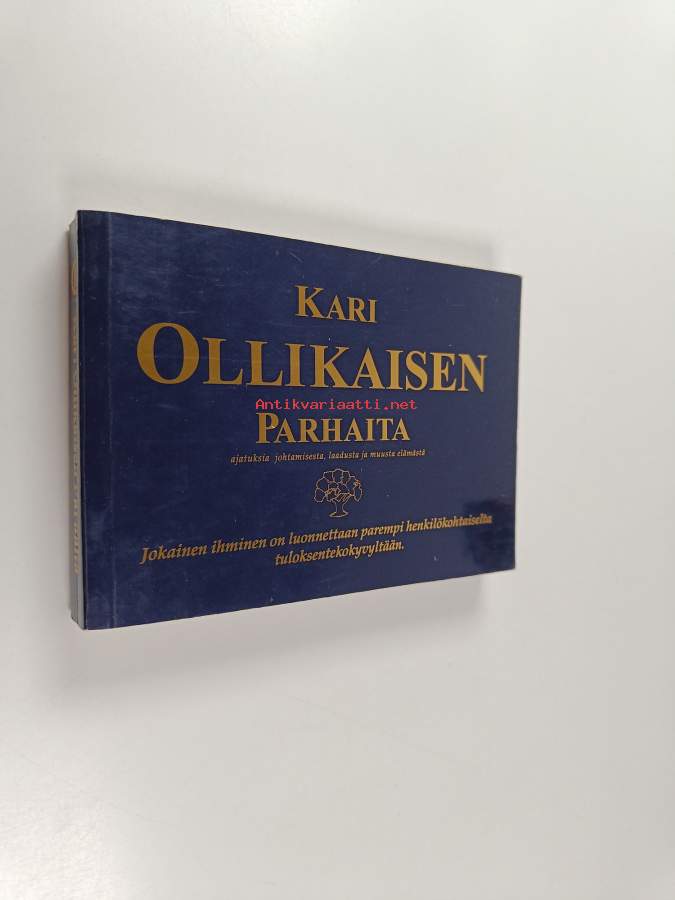 KARI
OLLIKAISEN
Antikvariaatti.net
PARHAITA
ajatuksia johtamisesta, laadusta ja muusta elämästä
Jokainen ihminen on luonnettaan parempi henkilökohtaiselta
tuloksentekokyvyltään.